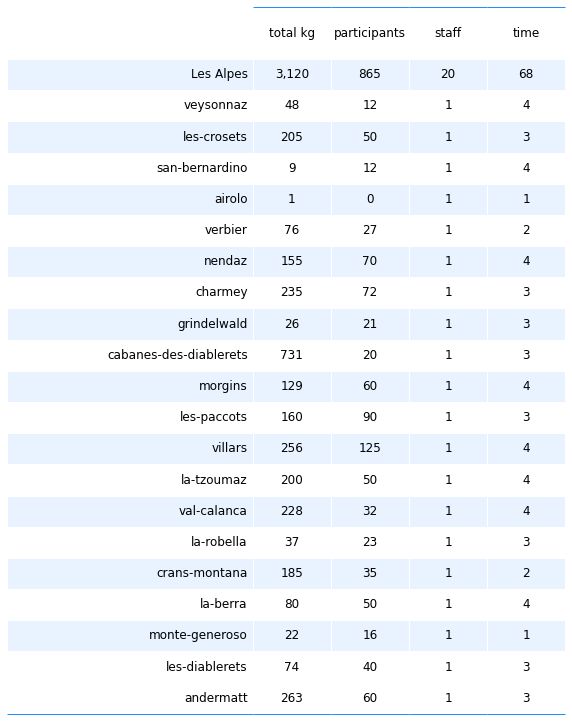 total kg participants staff time
Les Alpes 3,120 865 20 68
veysonnaz 48 12 1 4
les-crosets 205 50 1 3
san-bernardino 9 12 1 4
airolo 1 0 1 1
verbier 76 27 1 2
nendaz 155 70 1 4
charmey 235 72 1 3
grindelwald 26 21 1 3
cabanes-des-diablerets 731 20 1 3
morgins 129 60 1 4
les-paccots 160 90 1 3
villars 256 125 1 4
la-tzoumaz 200 50 1 4
val-calanca 228 32 1 4
la-robella 37 23 1 3
crans-montana 185 35 1 2
la-berra 80 50 1 4
monte-generoso 22 16 1 1
les-diablerets 74 40 1 3
andermatt 263 60 1 3